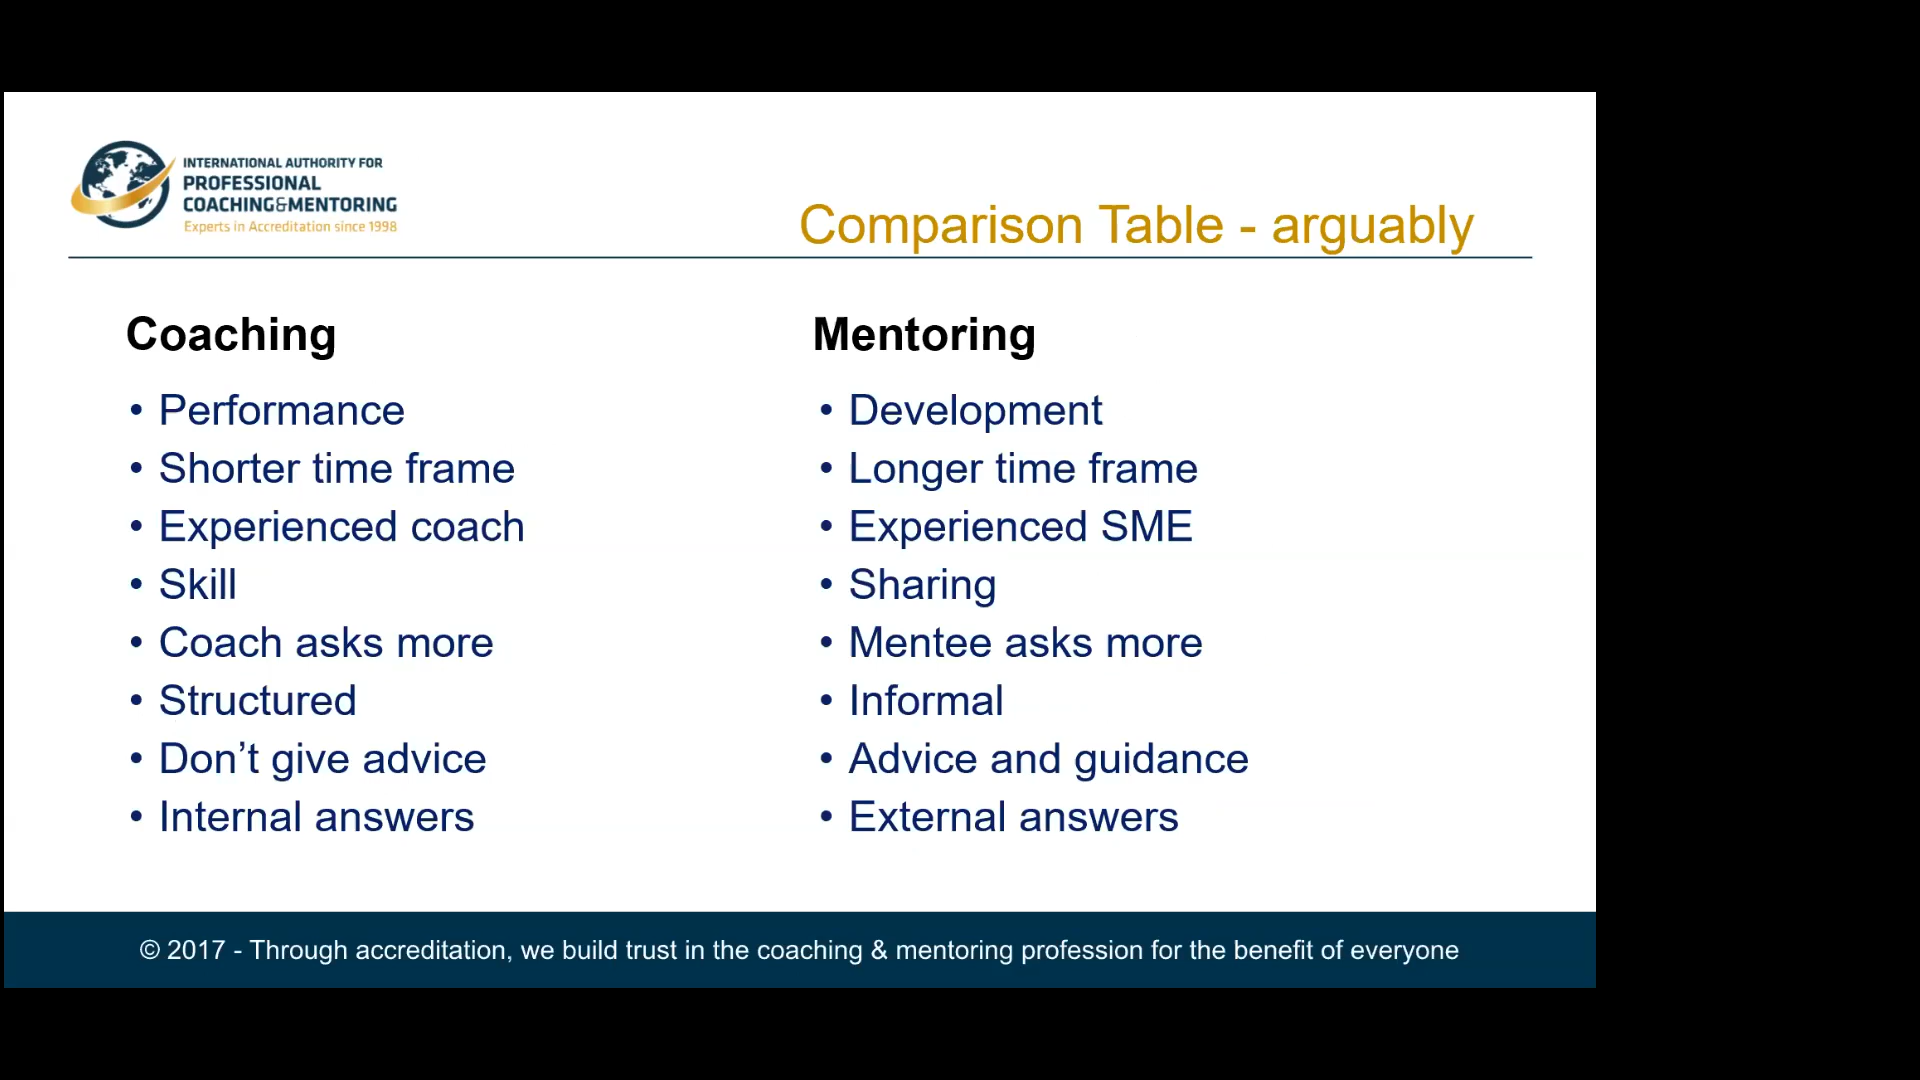 INTERNATIONAL AUTHORITY FOR
PROFESSIONAL
COACHING&MENTORING
Experts in Accreditation since 1998
Comparison Table - arguably
Coaching
• Performance
• Shorter time frame
• Experienced coach
• Skill
• Coach asks more
• Structured
• Don’t give advice
• Internal answers
Mentoring
• Development
• Longer time frame
• Experienced SME
• Sharing
• Mentee asks more
• Informal
• Advice and guidance
• External answers
© 2017 - Through accreditation, we build trust in the coaching & mentoring profession for the benefit of everyone